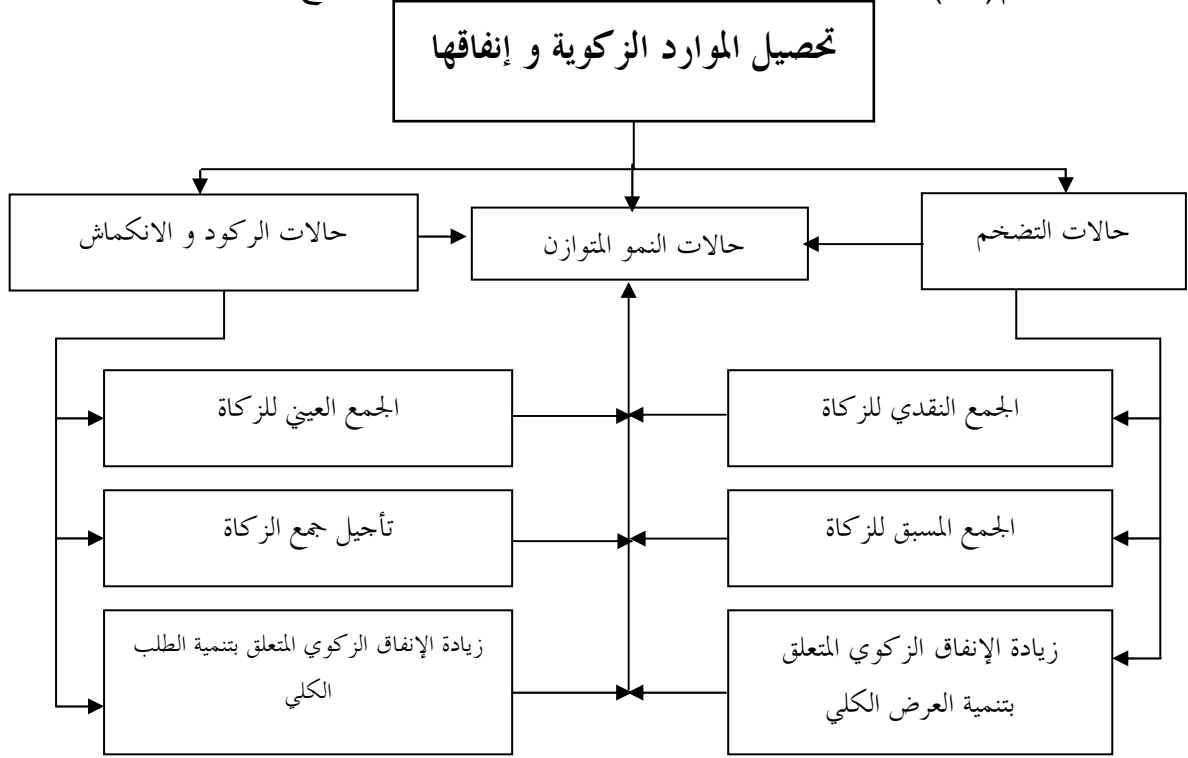 تحصيل الموارد الزكوية و إنفاقها
حالات التضخم
حالات النمو المتوازن
حالات الركود و الانكماش
الجمع النقدي للزكاة
الجمع العيني للزكاة
الجمع المسبق للزكاة
تأجيل جمع الزكاة
زيادة الإنفاق الزكوي المتعلق
بتنمية العرض الكلي
زيادة الإنفاق الزكوي المتعلق بتنمية الطلب
الكلي